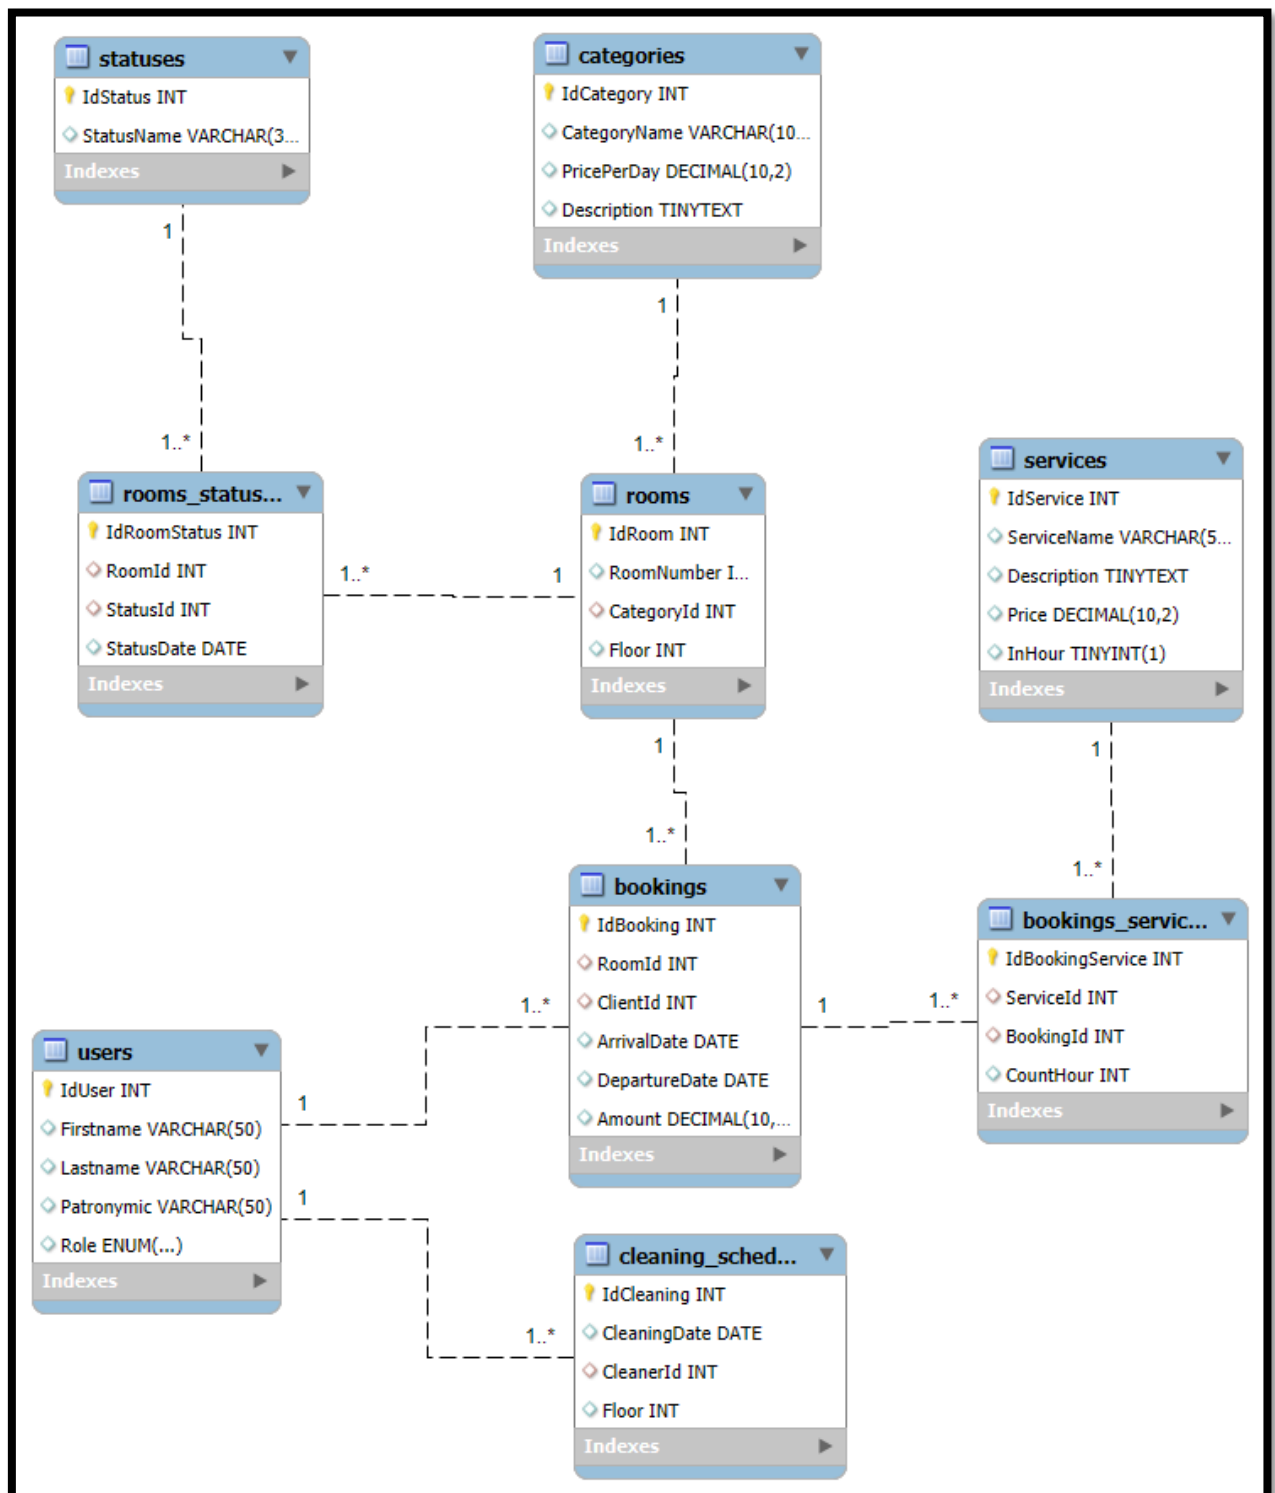 statuses
IdStatus INT
StatusName VARCHAR(3...
Indexes
1
1..*
categories
IdCategory INT
CategoryName VARCHAR(10...
PricePerDay DECIMAL(10,2)
Description TINYTEXT
Indexes
1
1..*
rooms_status...
IdRoomStatus INT
RoomId INT
StatusId INT
StatusDate DATE
Indexes
1..*
1
rooms
IdRoom INT
RoomNumber I...
CategoryId INT
Floor INT
Indexes
1
1..*
services
IdService INT
ServiceName VARCHAR(5...
Description TINYTEXT
Price DECIMAL(10,2)
InHour TINYINT(1)
Indexes
1
1..*
bookings
IdBooking INT
RoomId INT
ClientId INT
ArrivalDate DATE
DepartureDate DATE
Amount DECIMAL(10,...
Indexes
1
1..*
bookings_servic...
IdBookingService INT
ServiceId INT
BookingId INT
CountHour INT
Indexes
users
IdUser INT
Firstname VARCHAR(50)
Lastname VARCHAR(50)
Patronymic VARCHAR(50)
Role ENUM(...)
Indexes
1
1..*
1
1..*
cleaning_sched...
IdCleaning INT
CleaningDate DATE
CleanerId INT
Floor INT
Indexes